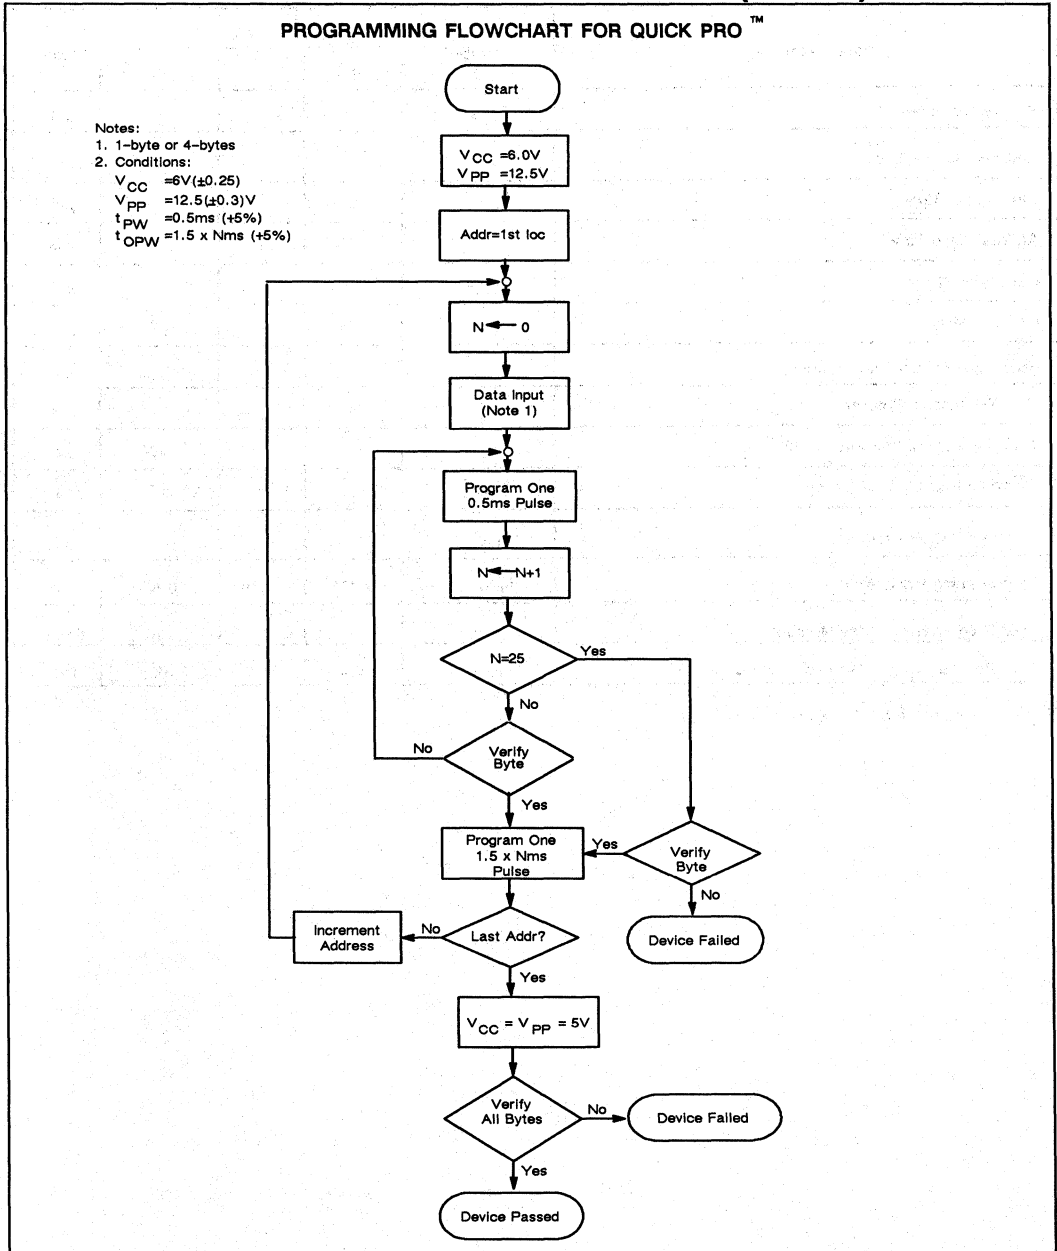 PROGRAMMING FLOWCHART FOR QUICK PRO ™
Start
Notes:
1. 1-byte or 4-bytes
2. Conditions:
VCC =6V(±0.25)
VPP =12.5(±0.3)V
tPW =0.5ms (+5%)
tOPW =1.5 x Nms (+5%)
VCC =6.0V
VPP =12.5V
Addr=1st loc
N ← 0
Data Input
(Note 1)
Program One
0.5ms Pulse
N ← N+1
N=25
Yes
No
Verify
Byte
No
Yes
Program One
1.5 x Nms
Pulse
Yes
Verify
Byte
No
Device Failed
Last Addr?
No
Increment
Address
Yes
VCC = VPP = 5V
Verify
All Bytes
No
Device Failed
Yes
Device Passed